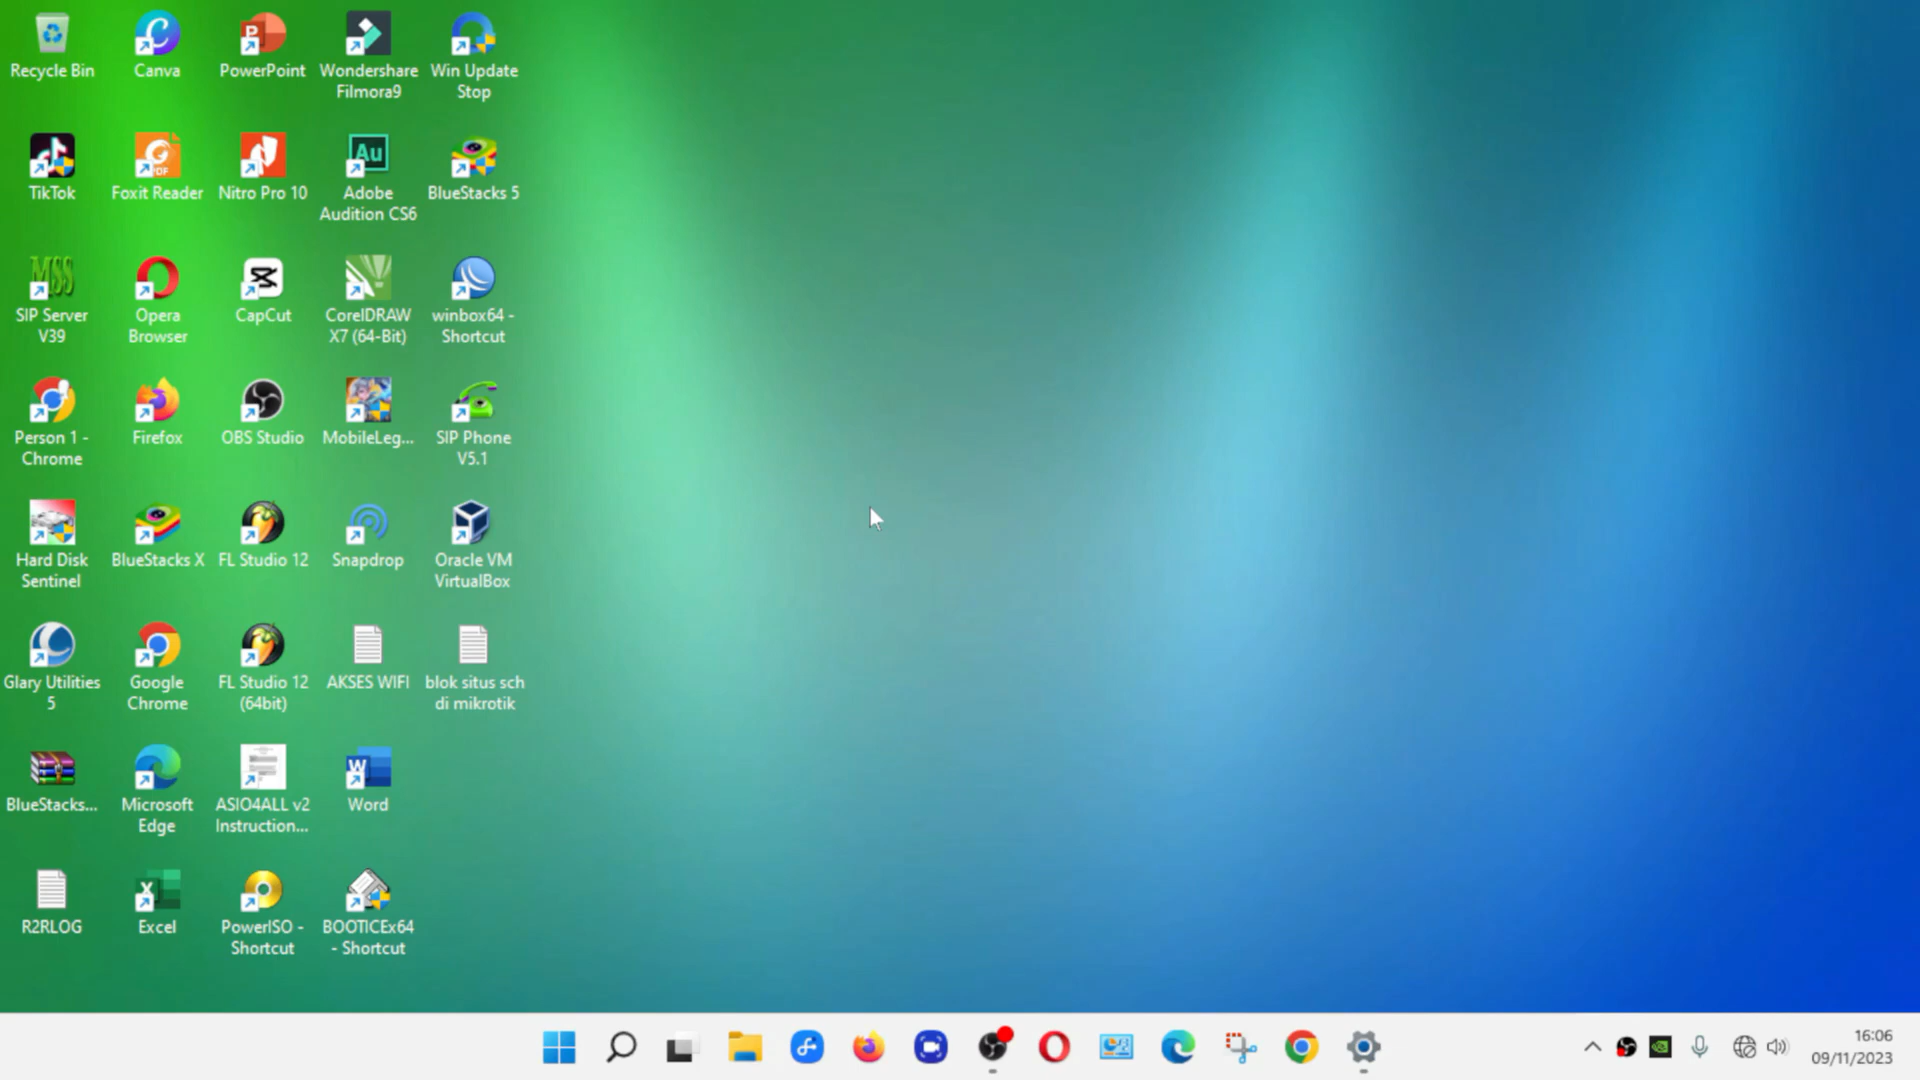 Recycle Bin
Canva
PowerPoint
Wondershare
Filmora9
Win Update
Stop
TikTok
Foxit Reader
Nitro Pro 10
Au
Adobe
Audition CS6
BlueStacks 5
MSS
SIP Server
V39
Opera
Browser
CapCut
CorelDRAW
X7 (64-Bit)
winbox64 -
Shortcut
Person 1 -
Chrome
Firefox
OBS Studio
MobileLeg...
SIP Phone
V5.1
Hard Disk
Sentinel
BlueStacks X
FL Studio 12
Snapdrop
Oracle VM
VirtualBox
Glary Utilities
5
Google
Chrome
FL Studio 12
(64bit)
AKSES WIFI
blok situs sch
di mikrotik
BlueStacks...
Microsoft
Edge
ASIO4ALL v2
Instruction...
Word
R2RLOG
Excel
PowerISO -
Shortcut
BOOTICEx64
- Shortcut
16:06
09/11/2023